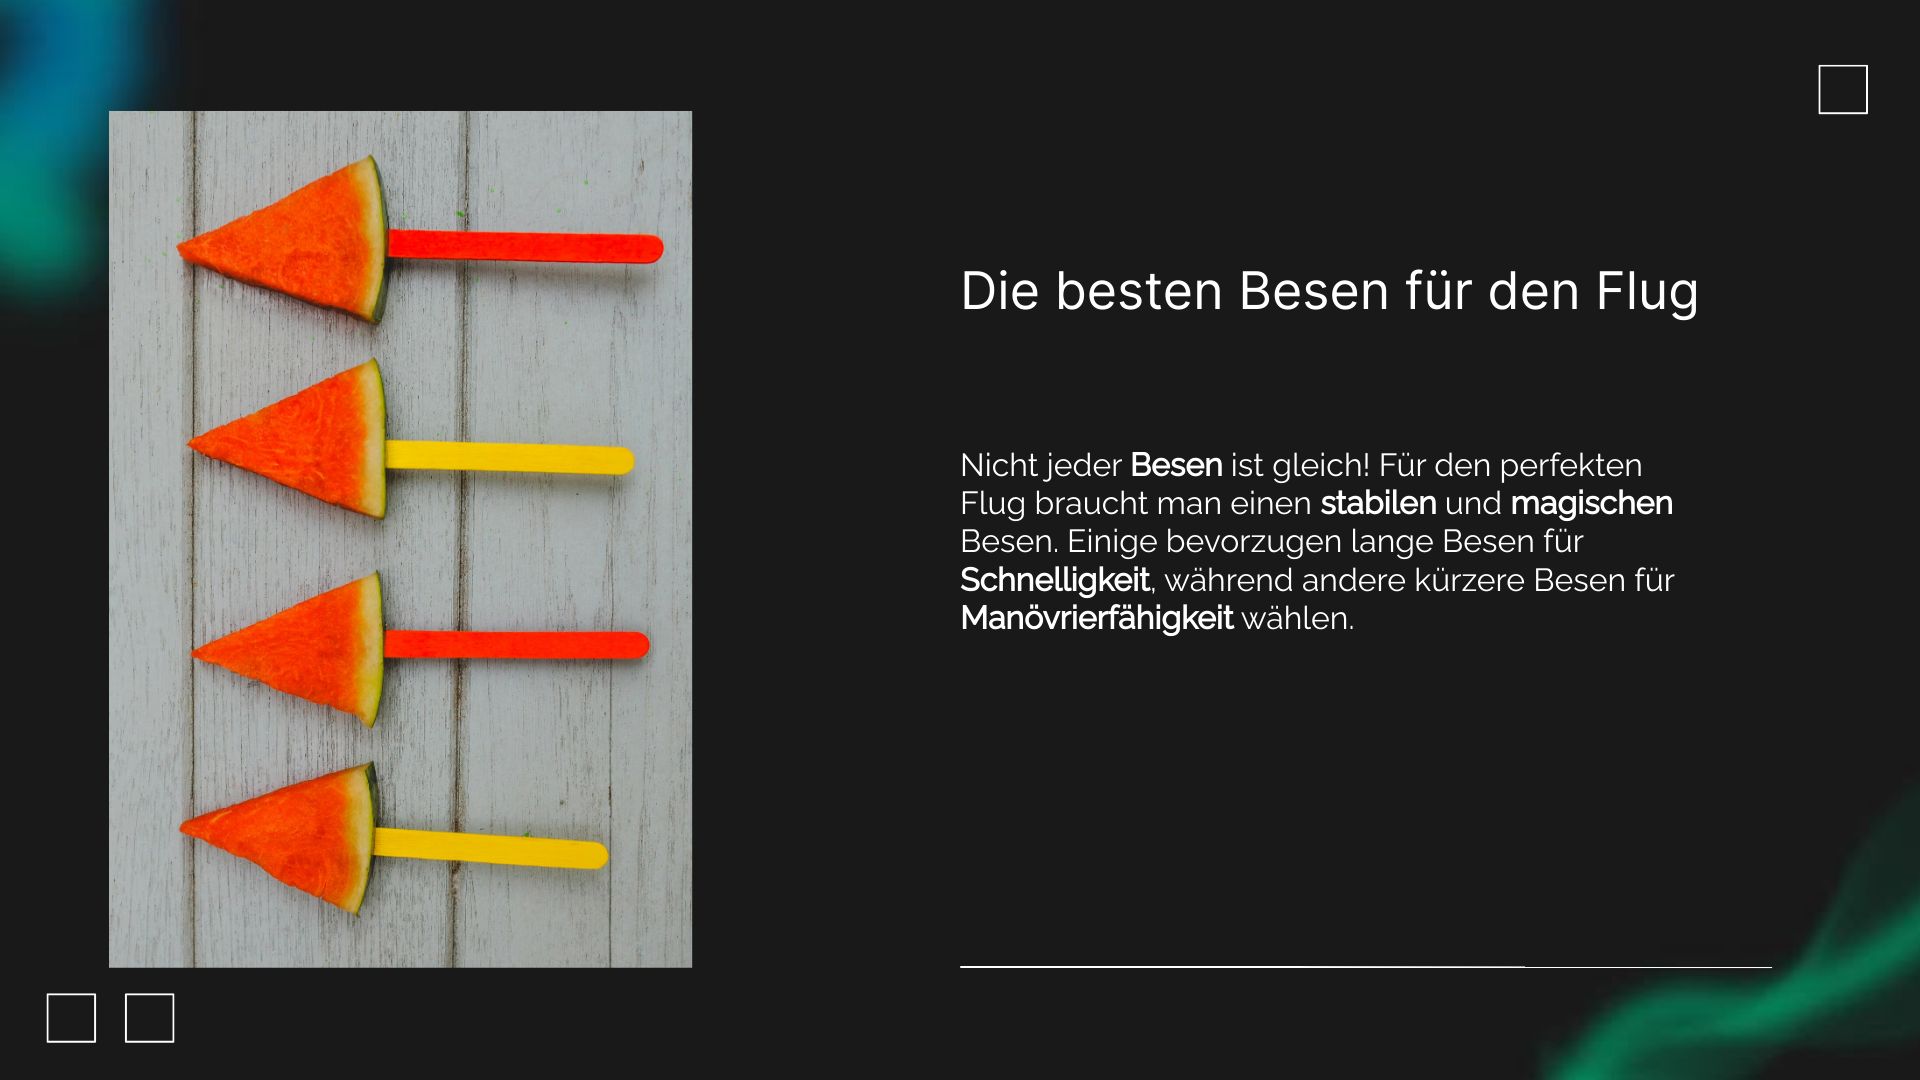 Die besten Besen für den Flug
Nicht jeder Besen ist gleich! Für den perfekten
Flug braucht man einen stabilen und magischen
Besen. Einige bevorzugen lange Besen für
Schnelligkeit, während andere kürzere Besen für
Manövrierfähigkeit wählen.